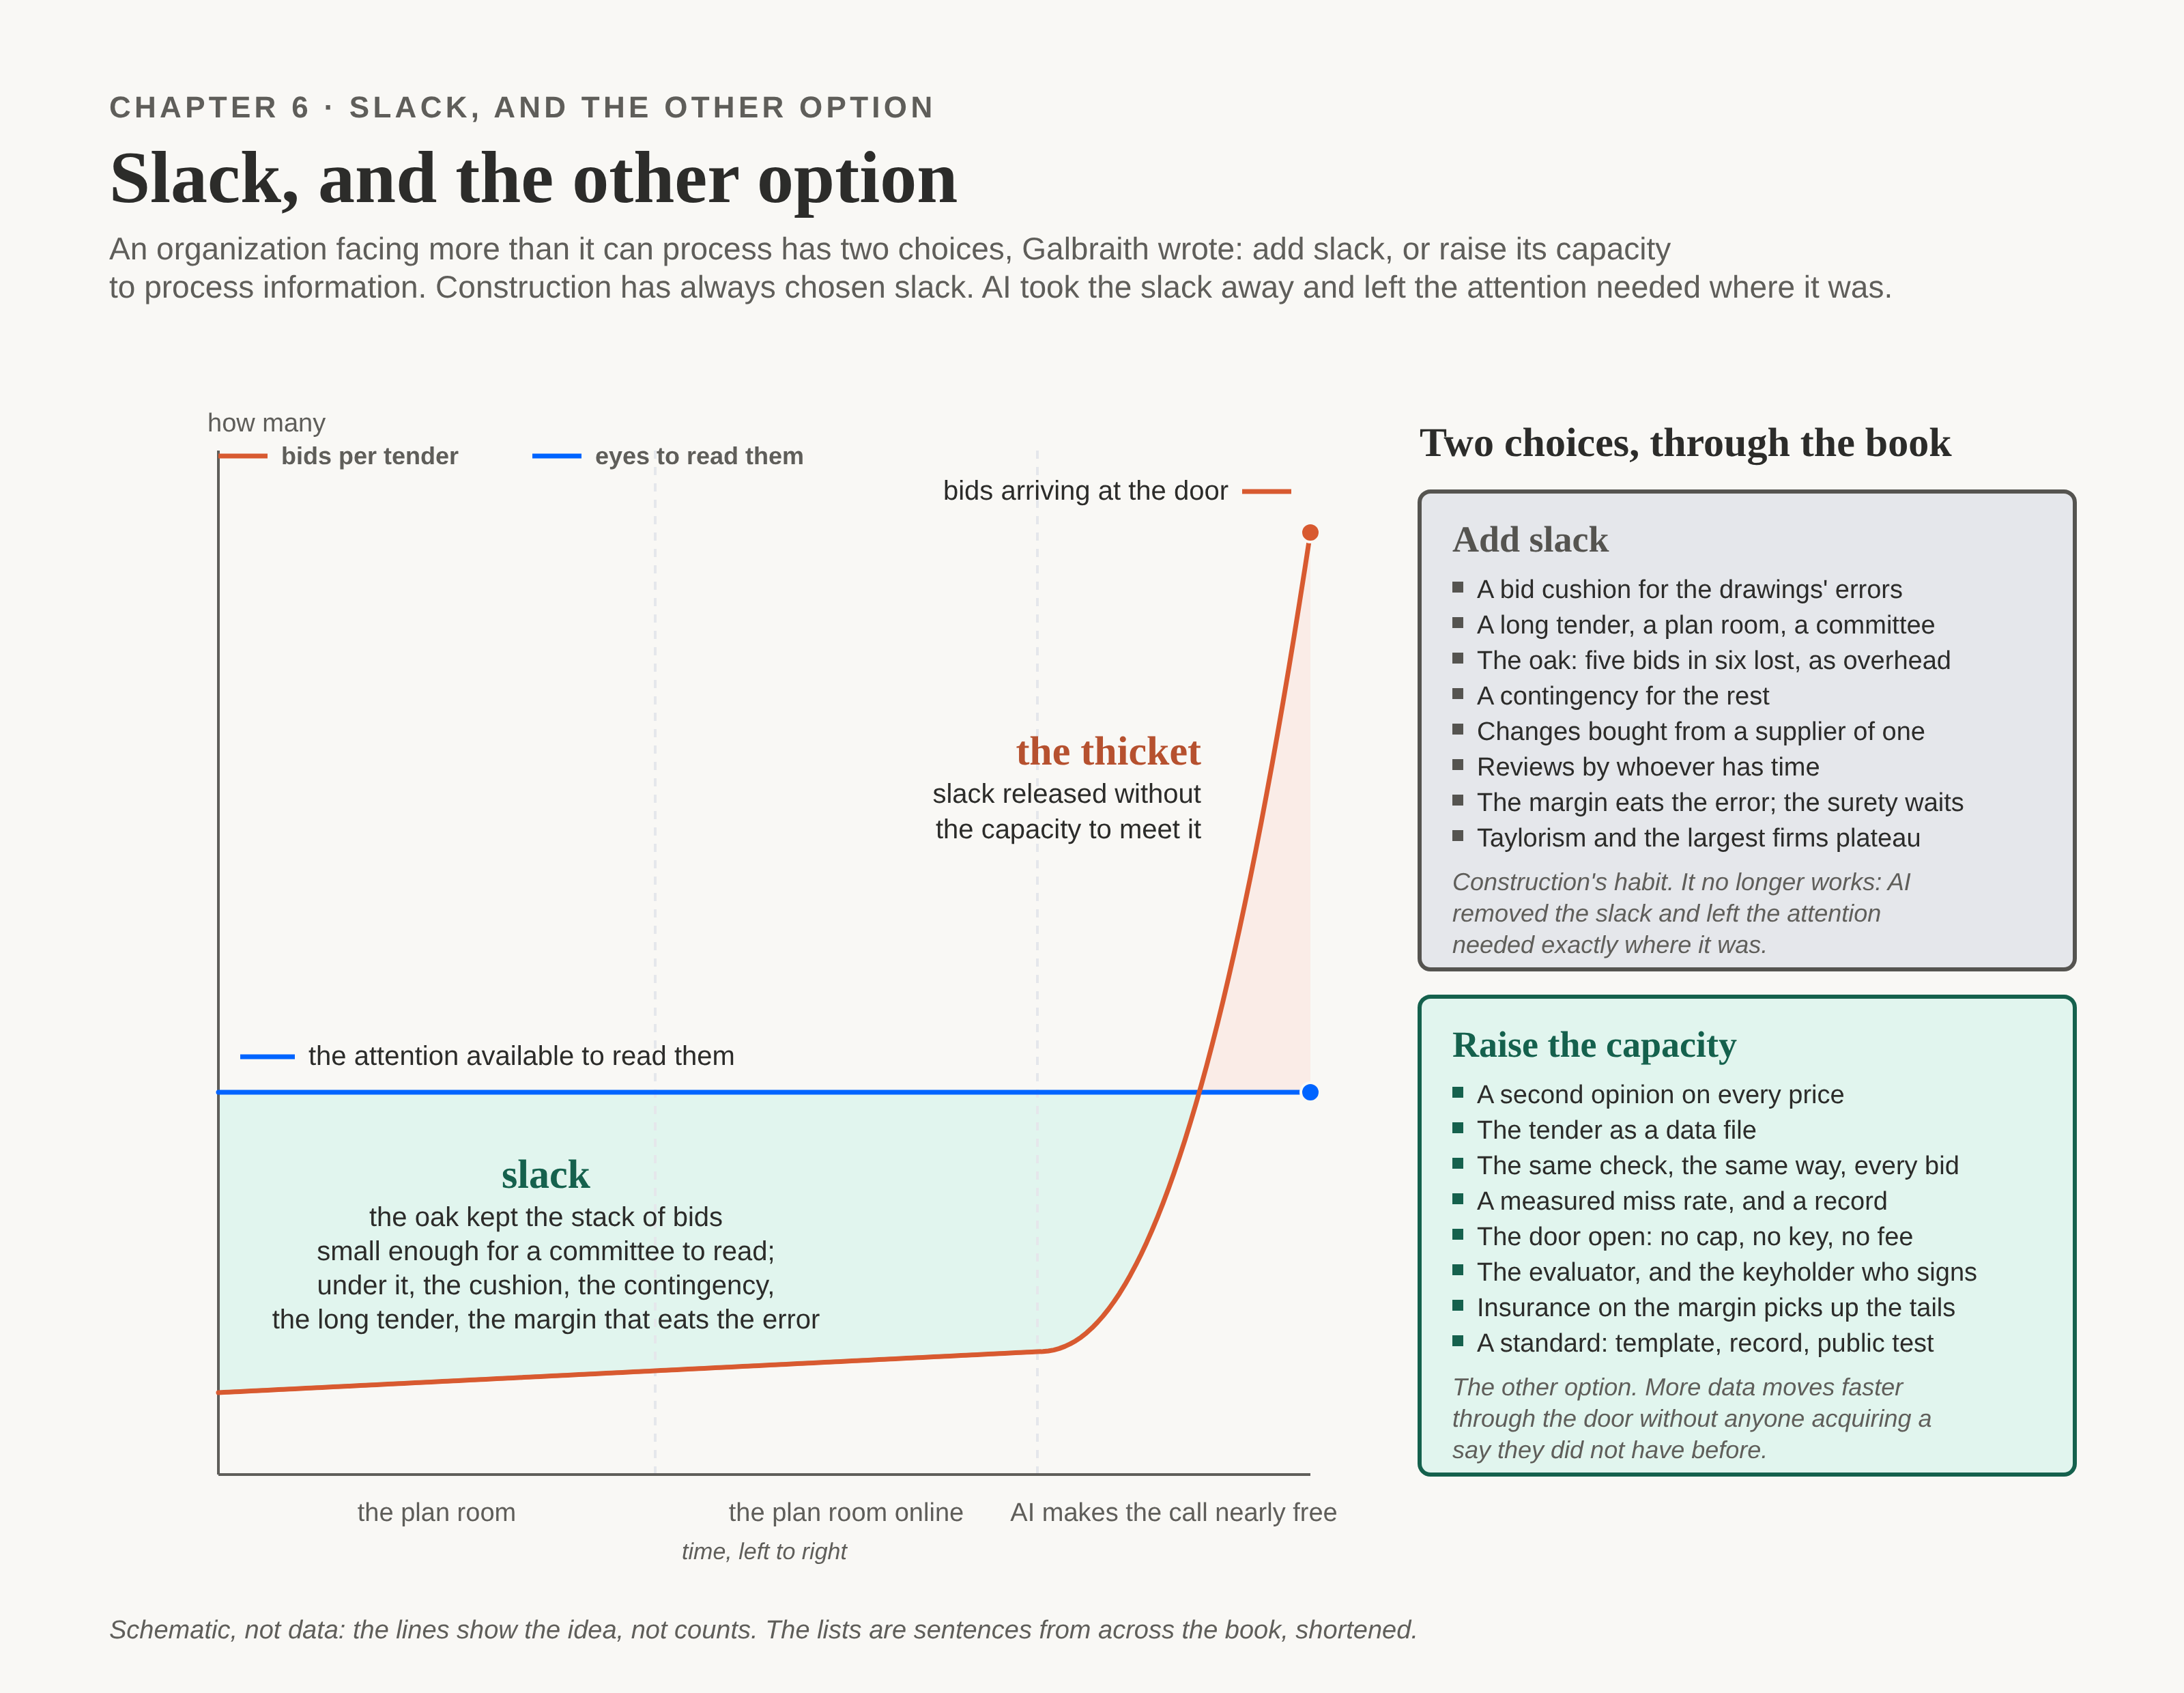 CHAPTER 6 · SLACK, AND THE OTHER OPTION
Slack, and the other option
An organization facing more than it can process has two choices, Galbraith wrote: add slack, or raise its capacity
to process information. Construction has always chosen slack. AI took the slack away and left the attention needed where it was.
how many
bids per tender
eyes to read them
bids arriving at the door
the thicket
slack released without
the capacity to meet it
the attention available to read them
slack
the oak kept the stack of bids
small enough for a committee to read;
under it, the cushion, the contingency,
the long tender, the margin that eats the error
the plan room
the plan room online
AI makes the call nearly free
time, left to right
Two choices, through the book
Add slack
A bid cushion for the drawings' errors
A long tender, a plan room, a committee
The oak: five bids in six lost, as overhead
A contingency for the rest
Changes bought from a supplier of one
Reviews by whoever has time
The margin eats the error; the surety waits
Taylorism and the largest firms plateau
Construction's habit. It no longer works: AI
removed the slack and left the attention
needed exactly where it was.
Raise the capacity
A second opinion on every price
The tender as a data file
The same check, the same way, every bid
A measured miss rate, and a record
The door open: no cap, no key, no fee
The evaluator, and the keyholder who signs
Insurance on the margin picks up the tails
A standard: template, record, public test
The other option. More data moves faster
through the door without anyone acquiring a
say they did not have before.
Schematic, not data: the lines show the idea, not counts. The lists are sentences from across the book, shortened.